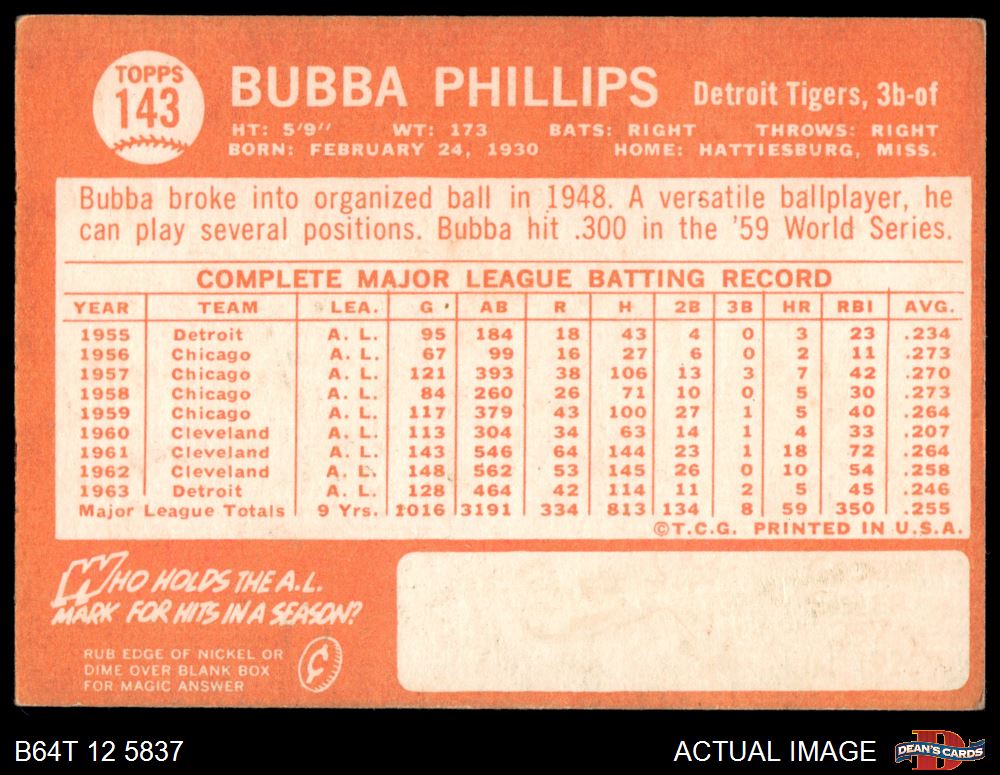 TOPPS
143
BUBBA PHILLIPS Detroit Tigers, 3b-of
HT: 5'9" WT: 173 BATS: RIGHT THROWS: RIGHT
BORN: FEBRUARY 24, 1930 HOME: HATTIESBURG, MISS.
Bubba broke into organized ball in 1948. A versatile ballplayer, he
can play several positions. Bubba hit .300 in the '59 World Series.
COMPLETE MAJOR LEAGUE BATTING RECORD
YEAR TEAM LEA. G AB R H 2B 3B HR RBI AVG.
1955 Detroit A. L. 95 184 18 43 4 0 3 23 .234
1956 Chicago A. L. 67 99 16 27 6 0 2 11 .273
1957 Chicago A. L. 121 393 38 106 13 3 7 42 .270
1958 Chicago A. L. 84 260 26 71 10 0 5 30 .273
1959 Chicago A. L. 117 379 43 100 27 1 5 40 .264
1960 Cleveland A. L. 113 304 34 63 14 1 4 33 .207
1961 Cleveland A. L. 143 546 64 144 23 1 18 72 .264
1962 Cleveland A. L. 148 562 53 145 26 0 10 54 .258
1963 Detroit A. L. 128 464 42 114 11 2 5 45 .246
Major League Totals 9 Yrs. 1016 3191 334 813 134 8 59 350 .255
©T.C.G. PRINTED IN U.S.A.
WHO HOLDS THE A.L.
MARK FOR HITS IN A SEASON?
RUB EDGE OF NICKEL OR
DIME OVER BLANK BOX
FOR MAGIC ANSWER
¢
B64T 12 5837 ACTUAL IMAGE
D
DEAN'S CARDS